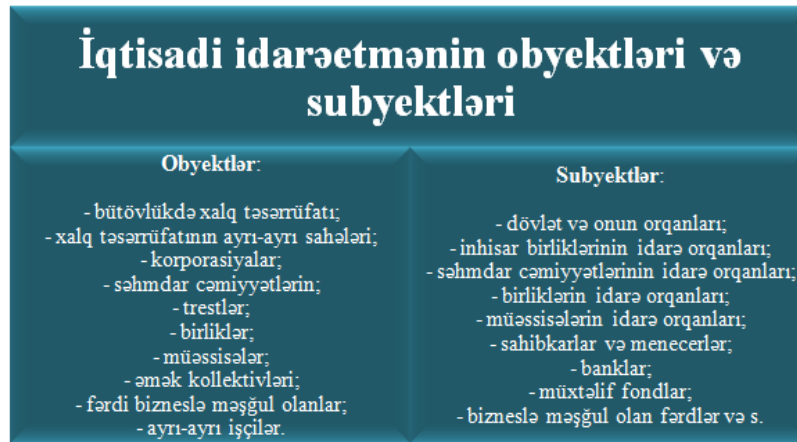 İqtisadi idarəetmənin obyektləri və
subyektləri
Obyektlər:
- bütövlükdə xalq təsərrüfatı;
- xalq təsərrüfatının ayrı-ayrı sahələri;
- korporasiyalar;
- səhmdar cəmiyyətlərin;
- trestlər;
- birliklər;
- müəssisələr;
- əmək kollektivləri;
- fərdi bizneslə məşğul olanlar;
- ayrı-ayrı işçilər.
Subyektlər:
- dövlət və onun orqanları;
- inhisar birliklərinin idarə orqanları;
- səhmdar cəmiyyətlərinin idarə orqanları;
- birliklərin idarə orqanları;
- müəssisələrin idarə orqanları;
- sahibkarlar və menecerlər;
- banklar;
- müxtəlif fondlar;
- bizneslə məşğul olan fərdlər və s.